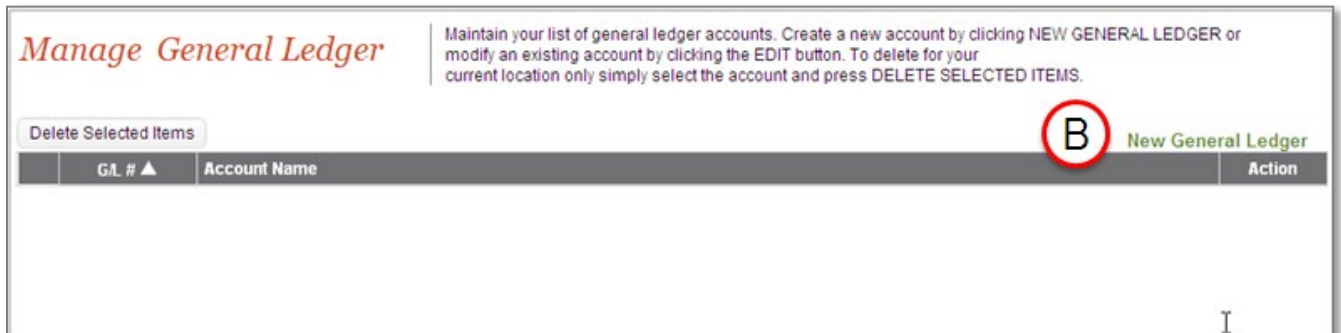 Manage General Ledger
Maintain your list of general ledger accounts. Create a new account by clicking NEW GENERAL LEDGER or
modify an existing account by clicking the EDIT button. To delete for your
current location only simply select the account and press DELETE SELECTED ITEMS.
Delete Selected Items
B
New General Ledger
G/L # ▲ Account Name Action